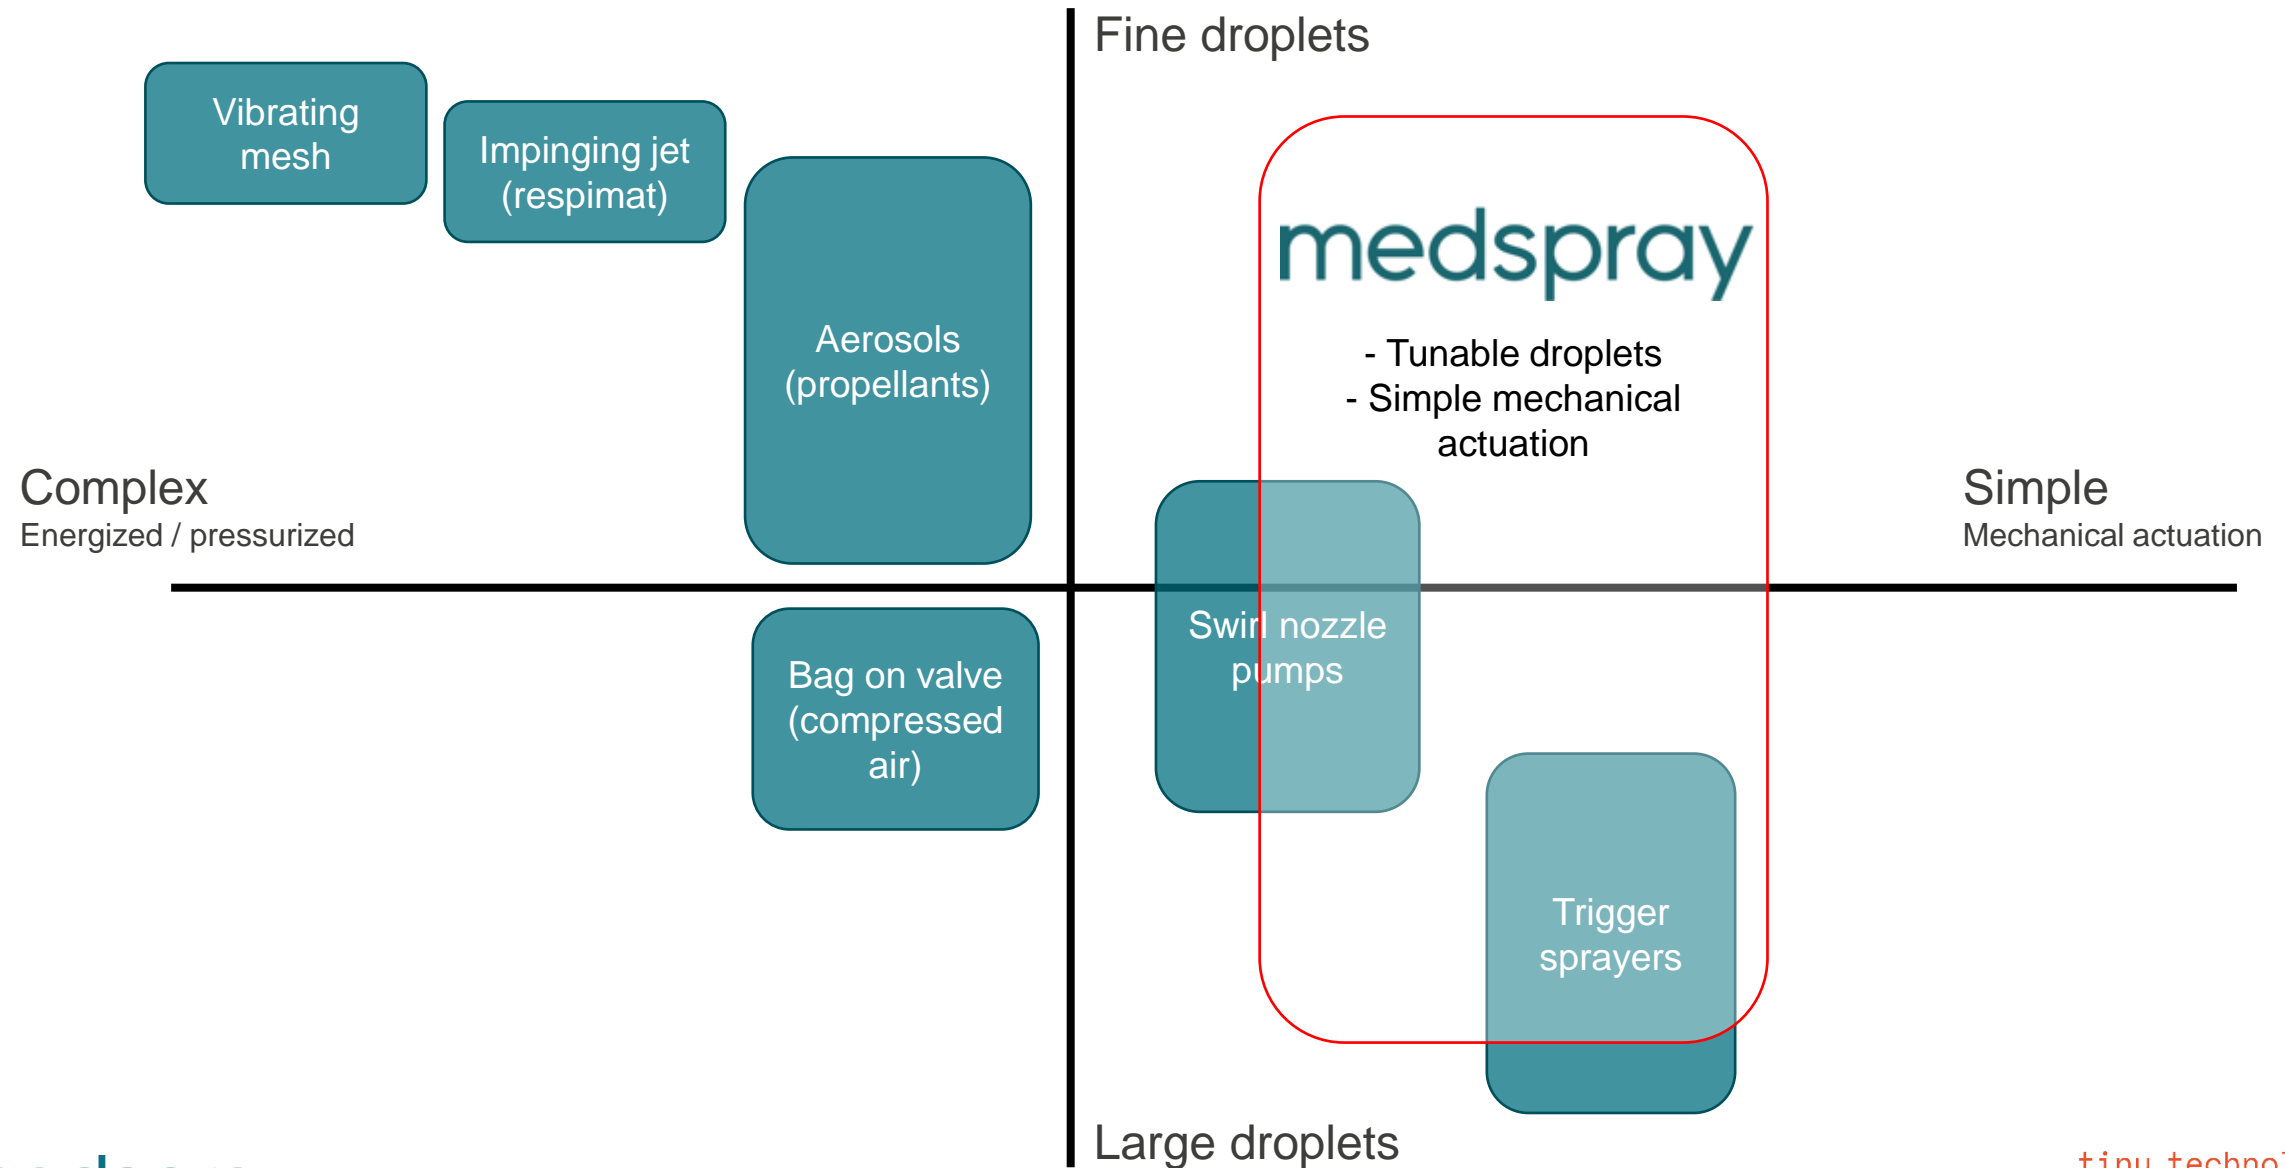 Fine droplets
Vibrating
mesh
Impinging jet
(respimat)
medspray
Aerosols
(propellants)
- Tunable droplets
- Simple mechanical
actuation
Complex
Energized / pressurized
Simple
Mechanical actuation
Swirl nozzle
pumps
Bag on valve
(compressed
air)
Trigger
sprayers
Large droplets